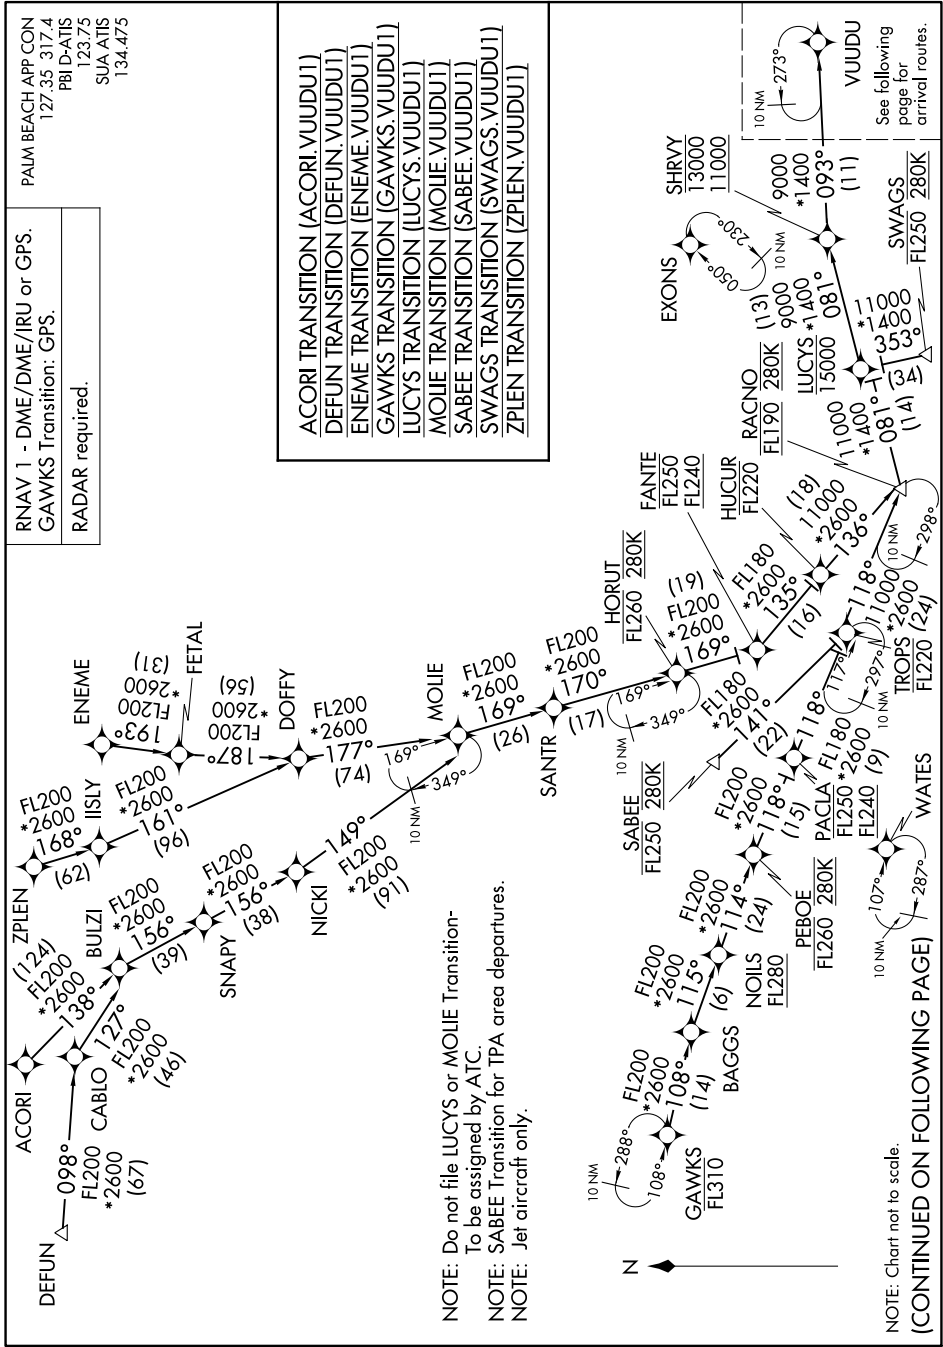 RNAV 1 - DME/DME/IRU or GPS.
GAWKS Transition: GPS.
RADAR required.
PALM BEACH APP CON
127.35 317.4
PBI D-ATIS
123.75
SUA ATIS
134.475
ACORI TRANSITION (ACORI.VUUDU1)
DEFUN TRANSITION (DEFUN.VUUDU1)
ENEME TRANSITION (ENEME.VUUDU1)
GAWKS TRANSITION (GAWKS.VUUDU1)
LUCYS TRANSITION (LUCYS.VUUDU1)
MOLIE TRANSITION (MOLIE.VUUDU1)
SABEE TRANSITION (SABEE.VUUDU1)
SWAGS TRANSITION (SWAGS.VUUDU1)
ZPLEN TRANSITION (ZPLEN.VUUDU1)
DEFUN
098°
FL200
*2600
(67)
ACORI
(124)
FL200
*2600
138°
CABLO
127°
FL200
*2600
(46)
BULZI
FL200
*2600
156°
(39)
SNAPY
FL200
*2600
156°
(38)
NICKI
149°
FL200
*2600
(91)
ZPLEN
FL200
*2600
168°
(29)
IISLY
FL200
*2600
161°
(96)
ENEME
193°
FL200
*2600
(31)
FETAL
187°
FL200
*2600
(56)
DOFFY
FL200
*2600
177°
(74)
MOLIE
169°
349°
10 NM
FL200
*2600
169°
(26)
SANTR
FL200
*2600
170°
(17)
HORUT
FL260 280K
169°
349°
10 NM
(19)
FL200
*2600
169°
FANTE
FL250
FL240
FL180
*2600
135°
(16)
HUCUR
FL220
(18)
11000
*2600
136°
RACNO
FL190 280K
10 NM
298°
11000
*1400
081°
(14)
LUCYS
15000
(13)
9000
*1400
081°
EXONS
230°
050°
10 NM
SHRVY
13000
11000
9000
*1400
093°
(11)
SWAGS
FL250 280K
11000
*1400
353°
(34)
VUUDU
273°
10 NM
See following
page for
arrival routes.
GAWKS
FL310
288°
108°
10 NM
FL200
*2600
108°
(14)
BAGGS
FL200
*2600
115°
(6)
NOILS
FL280
FL200
*2600
114°
(24)
PEBOE
FL260 280K
FL200
*2600
118°
(15)
PACLA
FL250
FL240
118°
FL180
*2600
(9)
SABEE
FL250 280K
FL180
*2600
141°
(22)
TROPS
FL220
117°
297°
10 NM
118°
11000
*2600
(24)
WATES
107°
287°
10 NM
NOTE: Do not file LUCYS or MOLIE Transition-
To be assigned by ATC.
NOTE: SABEE Transition for TPA area departures.
NOTE: Jet aircraft only.
N
NOTE: Chart not to scale.
(CONTINUED ON FOLLOWING PAGE)